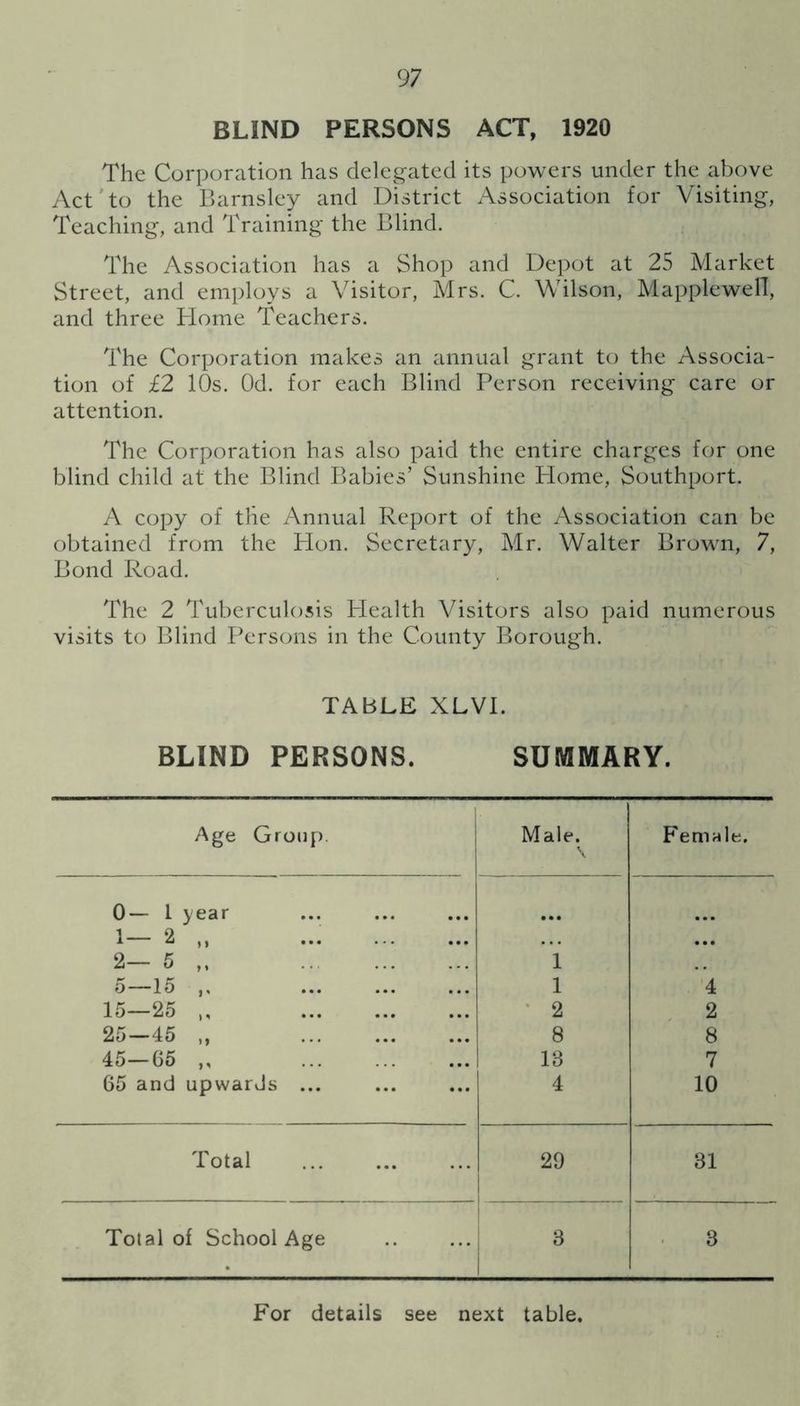 97
BLIND PERSONS ACT, 1920
The Corporation has delegated its powers under the above
Act to the Barnsley and District Association for Visiting,
Teaching, and Training the Blind.
The Association has a Shop and Depot at 25 Market
Street, and employs a Visitor, Mrs. C. Wilson, Mapplewell,
and three Home Teachers.
The Corporation makes an annual grant to the Associa-
tion of £2 10s. 0d. for each Blind Person receiving care or
attention.
The Corporation has also paid the entire charges for one
blind child at the Blind Babies’ Sunshine Home, Southport.
A copy of the Annual Report of the Association can be
obtained from the Hon. Secretary, Mr. Walter Brown, 7,
Bond Road.
The 2 Tuberculosis Health Visitors also paid numerous
visits to Blind Persons in the County Borough.
TABLE XLVI.
BLIND PERSONS. SUMMARY.
Age Group. Male. Female.
0— 1 year ... ... ... ... ...
1— 2 ,, ... ... ... ... ...
2— 5 ,, ... ... ... 1 ..
5—15 ,, ... ... ... 1 4
15—25 ,, ... ... ... 2 2
25—45 ,, ... ... ... 8 8
45—65 ,, ... ... ... 13 7
65 and upwards ... ... ... 4 10
Total ... ... ... 29 31
Total of School Age .. ... 3 3
For details see next table.